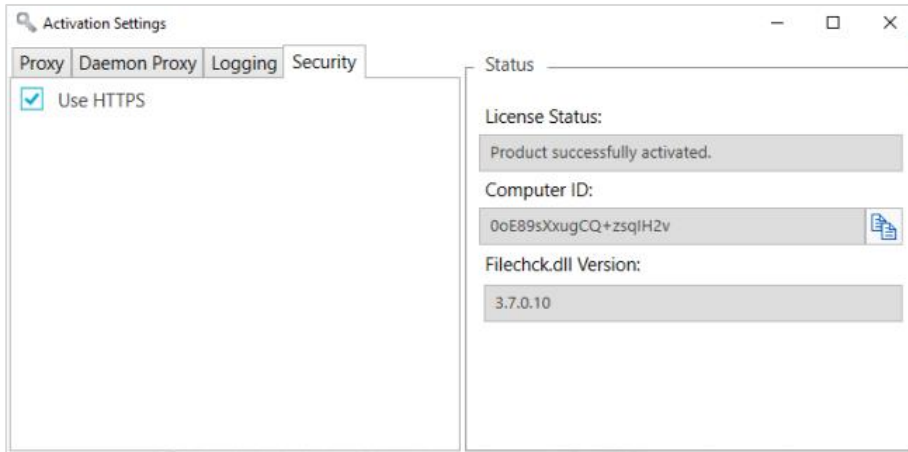 Activation Settings
Proxy Daemon Proxy Logging Security
Use HTTPS
Status
License Status:
Product successfully activated.
Computer ID:
0oE89sXxugCQ+zsqIH2v
Filechck.dll Version:
3.7.0.10